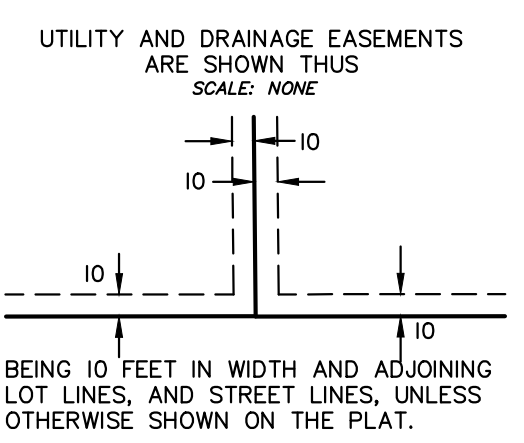 UTILITY AND DRAINAGE EASEMENTS
ARE SHOWN THUS
SCALE: NONE
10
10
10
10
BEING 10 FEET IN WIDTH AND ADJOINING
LOT LINES, AND STREET LINES, UNLESS
OTHERWISE SHOWN ON THE PLAT.